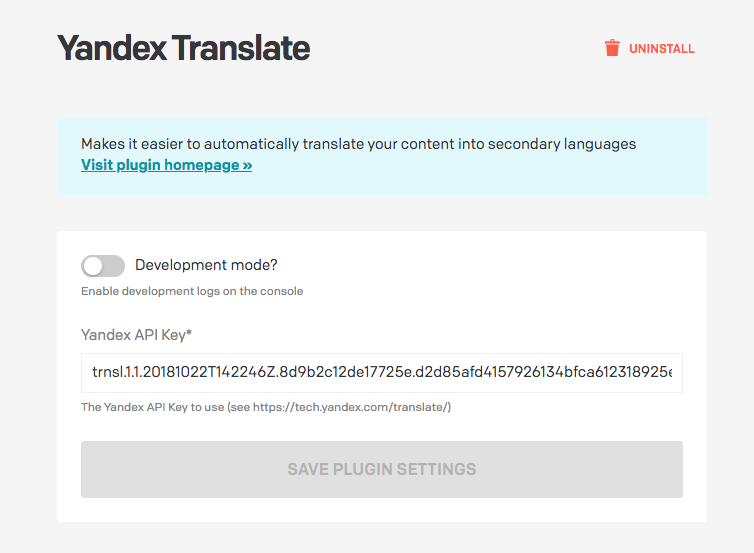 Yandex Translate
UNINSTALL
Makes it easier to automatically translate your content into secondary languages
Visit plugin homepage »
Development mode?
Enable development logs on the console
Yandex API Key*
trnsl.1.1.20181022T142246Z.8d9b2c12de17725e.d2d85afd4157926134bfca612318925e
The Yandex API Key to use (see https://tech.yandex.com/translate/)
SAVE PLUGIN SETTINGS